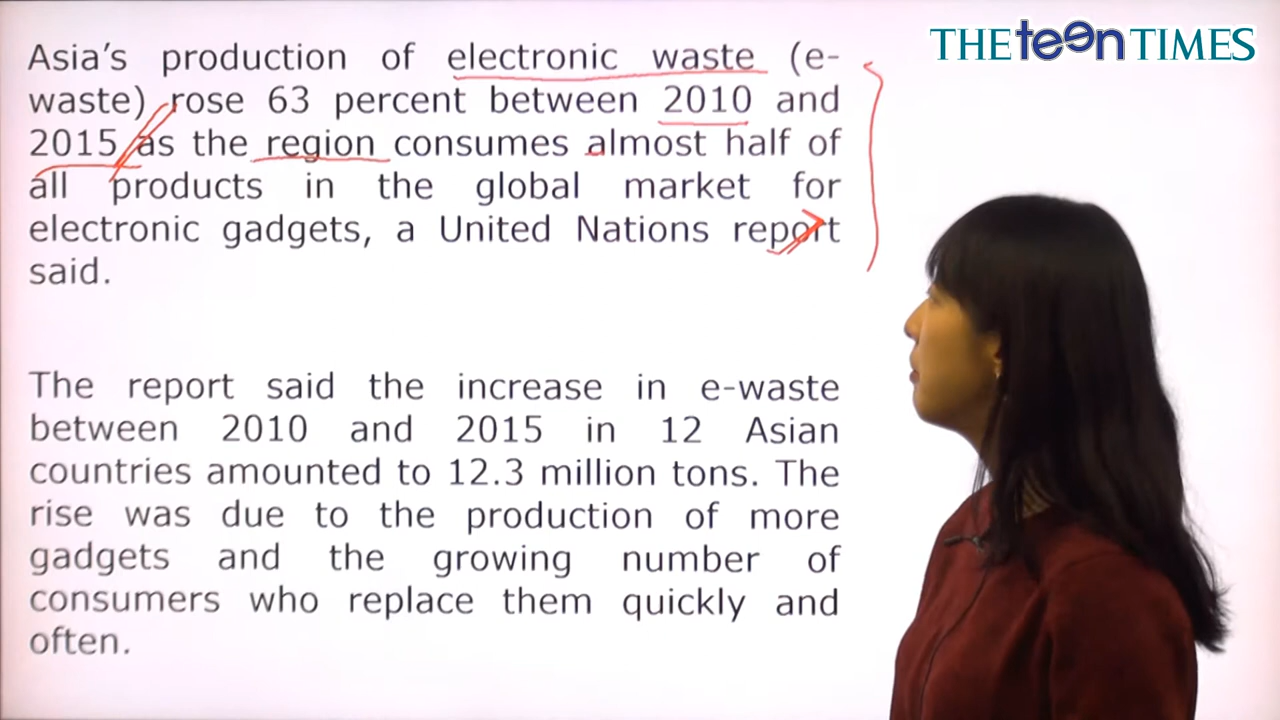 THE teen TIMES
Asia's production of electronic waste (e-
waste) rose 63 percent between 2010 and
2015 as the region consumes almost half of
all products in the global market for
electronic gadgets, a United Nations report
said.
The report said the increase in e-waste
between 2010 and 2015 in 12 Asian
countries amounted to 12.3 million tons. The
rise was due to the production of more
gadgets and the growing number of
consumers who replace them quickly and
often.